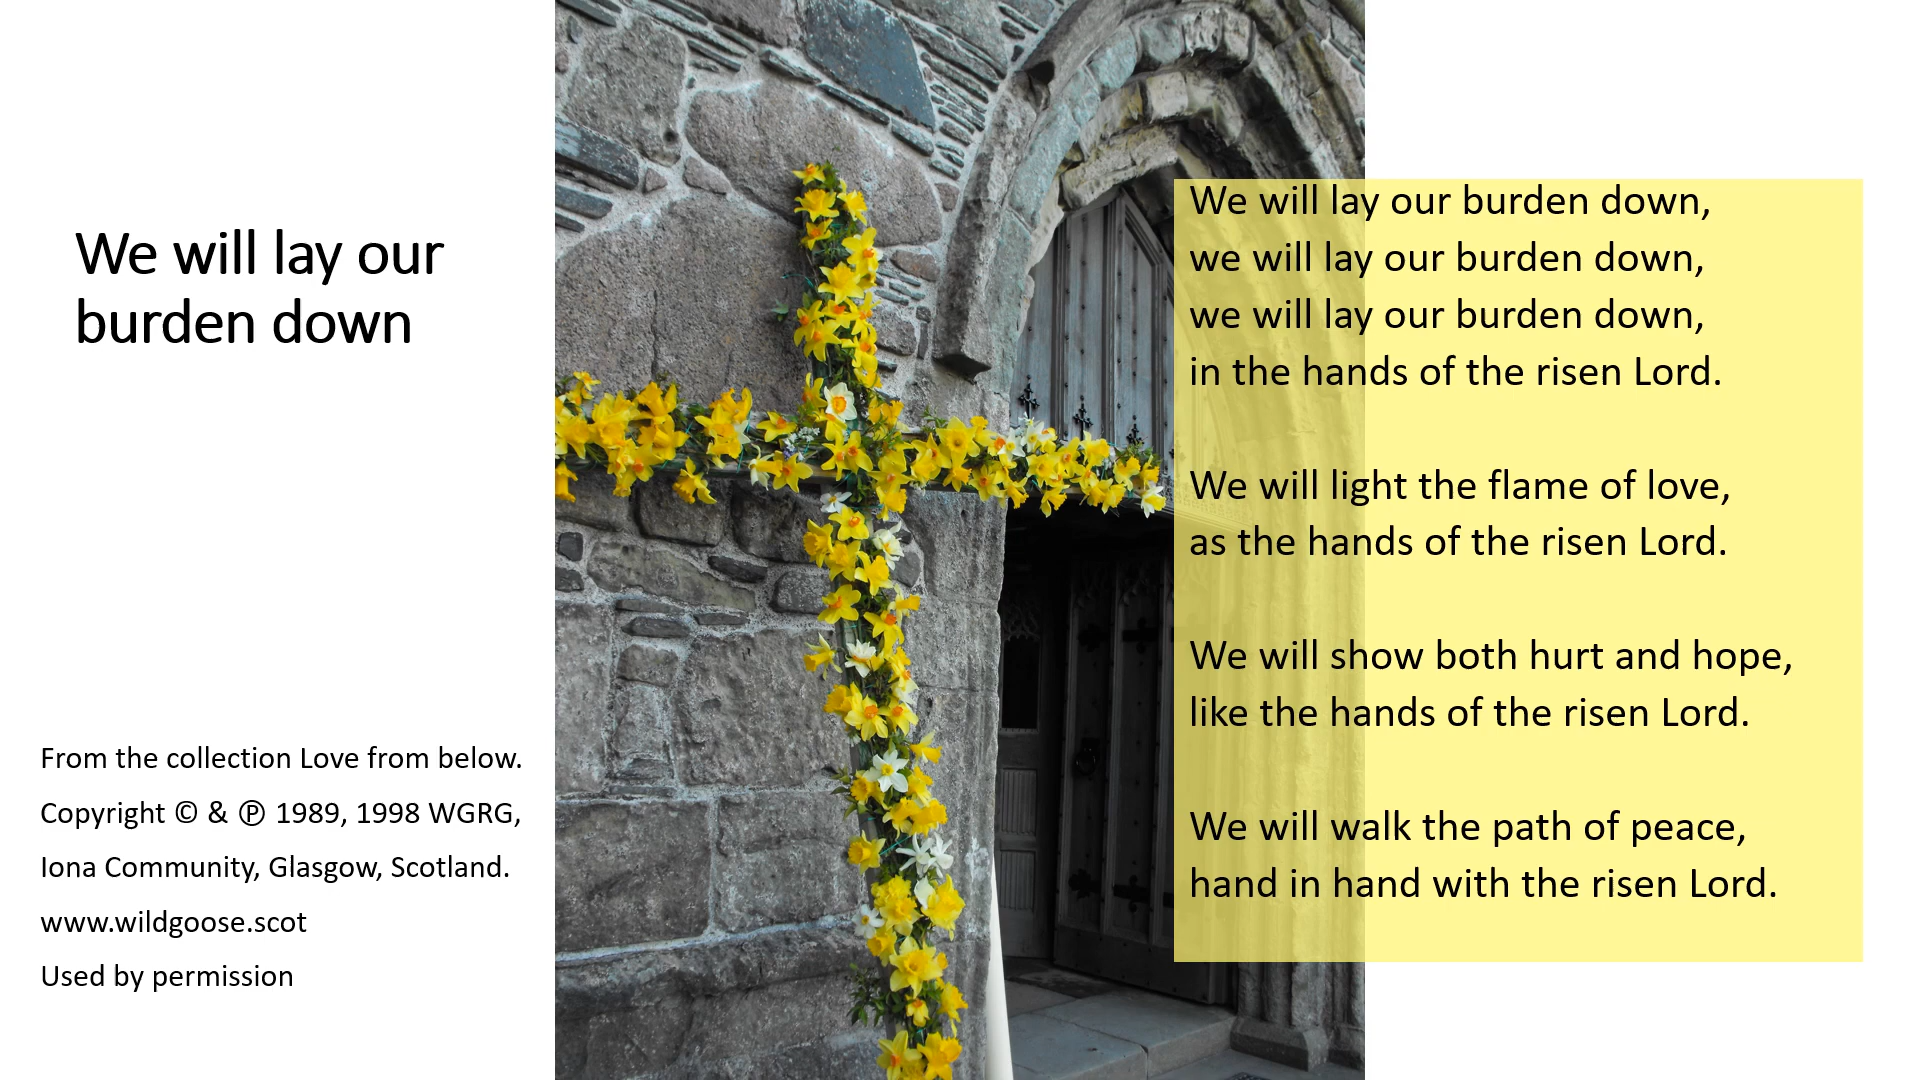 We will lay our
burden down
From the collection Love from below.
Copyright © & ℗ 1989, 1998 WGRG,
Iona Community, Glasgow, Scotland.
www.wildgoose.scot
Used by permission
We will lay our burden down,
we will lay our burden down,
we will lay our burden down,
in the hands of the risen Lord.
We will light the flame of love,
as the hands of the risen Lord.
We will show both hurt and hope,
like the hands of the risen Lord.
We will walk the path of peace,
hand in hand with the risen Lord.